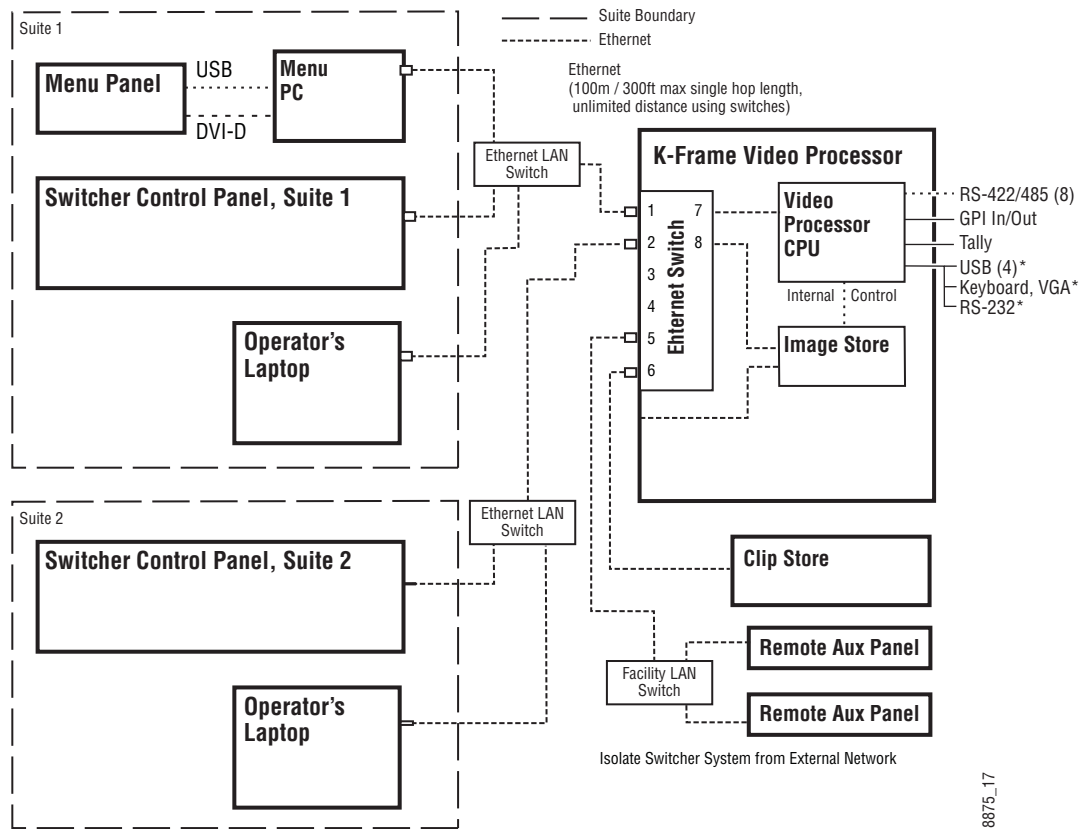 Suite Boundary
Ethernet
Ethernet
(100m / 300ft max single hop length,
unlimited distance using switches)
Suite 1
Menu Panel
USB
DVI-D
Menu
PC
Switcher Control Panel, Suite 1
Operator's
Laptop
Ethernet LAN
Switch
K-Frame Video Processor
1
2
3
4
5
6
7
8
Ehternet Switch
Video
Processor
CPU
Internal
Control
Image Store
RS-422/485 (8)
GPI In/Out
Tally
USB (4)*
Keyboard, VGA*
RS-232*
Suite 2
Switcher Control Panel, Suite 2
Operator's
Laptop
Ethernet LAN
Switch
Clip Store
Remote Aux Panel
Facility LAN
Switch
Remote Aux Panel
Isolate Switcher System from External Network
8875_17